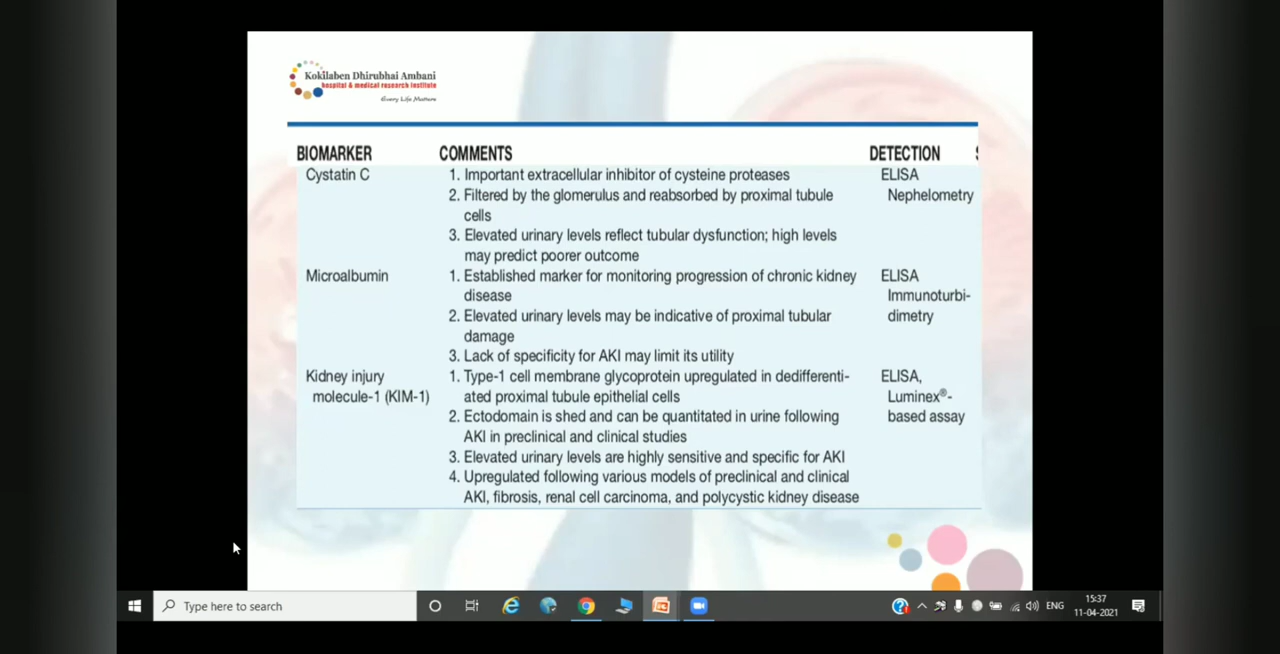 Kokilaben Dhirubhai Ambani
hospital & medical research institute
Every Life Matters
BIOMARKER COMMENTS DETECTION
Cystatin C 1. Important extracellular inhibitor of cysteine proteases ELISA
2. Filtered by the glomerulus and reabsorbed by proximal tubule Nephelometry
cells
3. Elevated urinary levels reflect tubular dysfunction; high levels
may predict poorer outcome
Microalbumin 1. Established marker for monitoring progression of chronic kidney ELISA
disease Immunoturbi-
2. Elevated urinary levels may be indicative of proximal tubular dimetry
damage
3. Lack of specificity for AKI may limit its utility
Kidney injury 1. Type-1 cell membrane glycoprotein upregulated in dedifferenti- ELISA,
molecule-1 (KIM-1) ated proximal tubule epithelial cells Luminex®-
2. Ectodomain is shed and can be quantitated in urine following based assay
AKI in preclinical and clinical studies
3. Elevated urinary levels are highly sensitive and specific for AKI
4. Upregulated following various models of preclinical and clinical
AKI, fibrosis, renal cell carcinoma, and polycystic kidney disease
Type here to search
ENG
15:37
11-04-2021